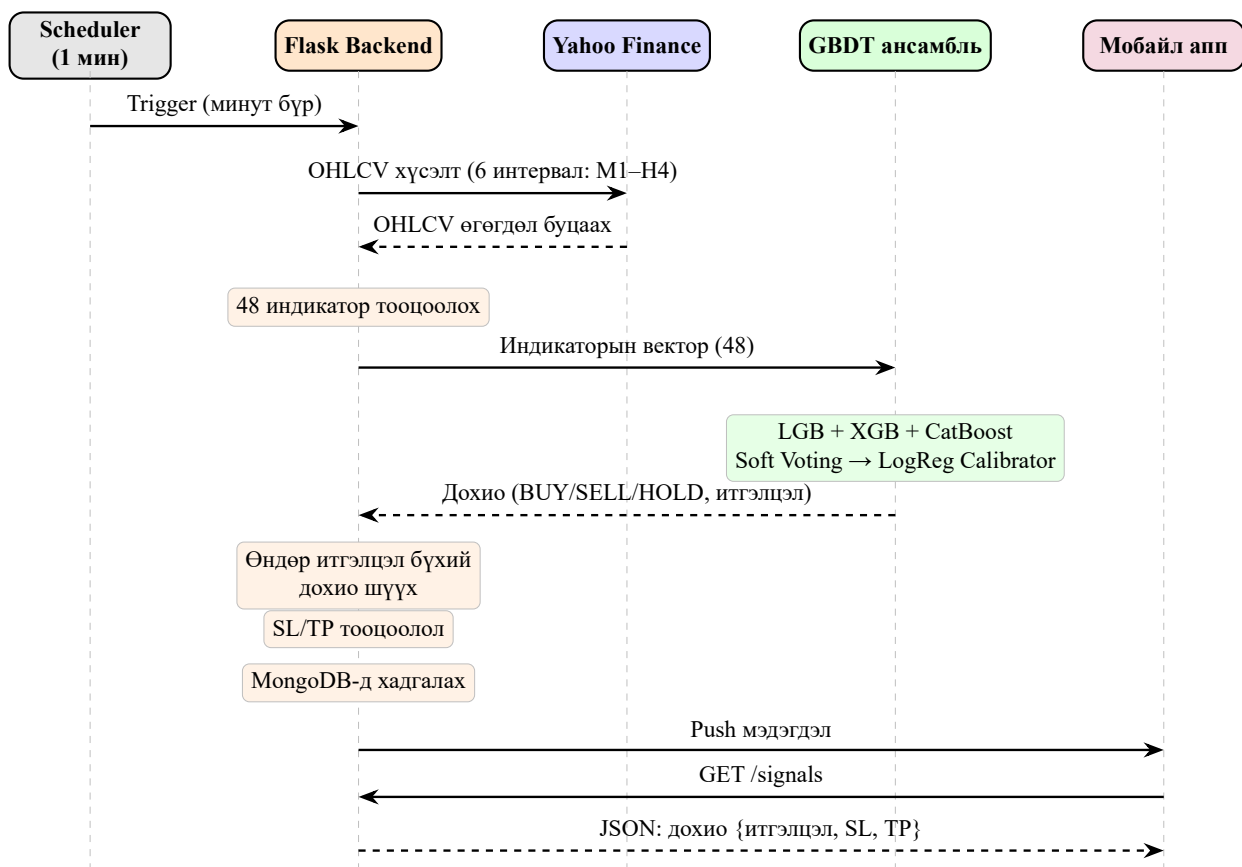 Scheduler
(1 мин)
Flask Backend
Yahoo Finance
GBDT ансамбль
Мобайл апп
Trigger (минут бүр)
OHLCV хүсэлт (6 интервал: M1–H4)
OHLCV өгөгдөл буцаах
48 индикатор тооцоолох
Индикаторын вектор (48)
LGB + XGB + CatBoost
Soft Voting → LogReg Calibrator
Дохио (BUY/SELL/HOLD, итгэлцэл)
Өндөр итгэлцэл бүхий
дохио шүүх
SL/TP тооцоолол
MongoDB-д хадгалах
Push мэдэгдэл
GET /signals
JSON: дохио {итгэлцэл, SL, TP}